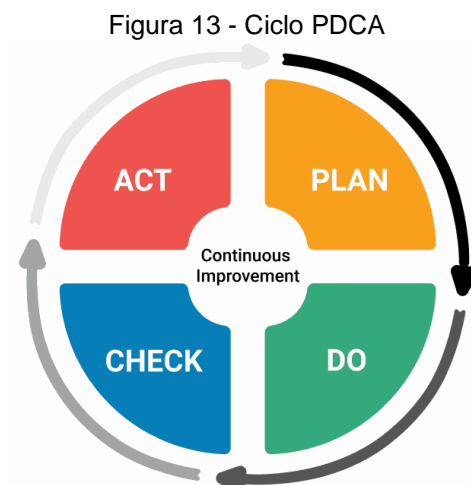 Figura 13 - Ciclo PDCA
ACT
PLAN
Continuous
Improvement
CHECK
DO